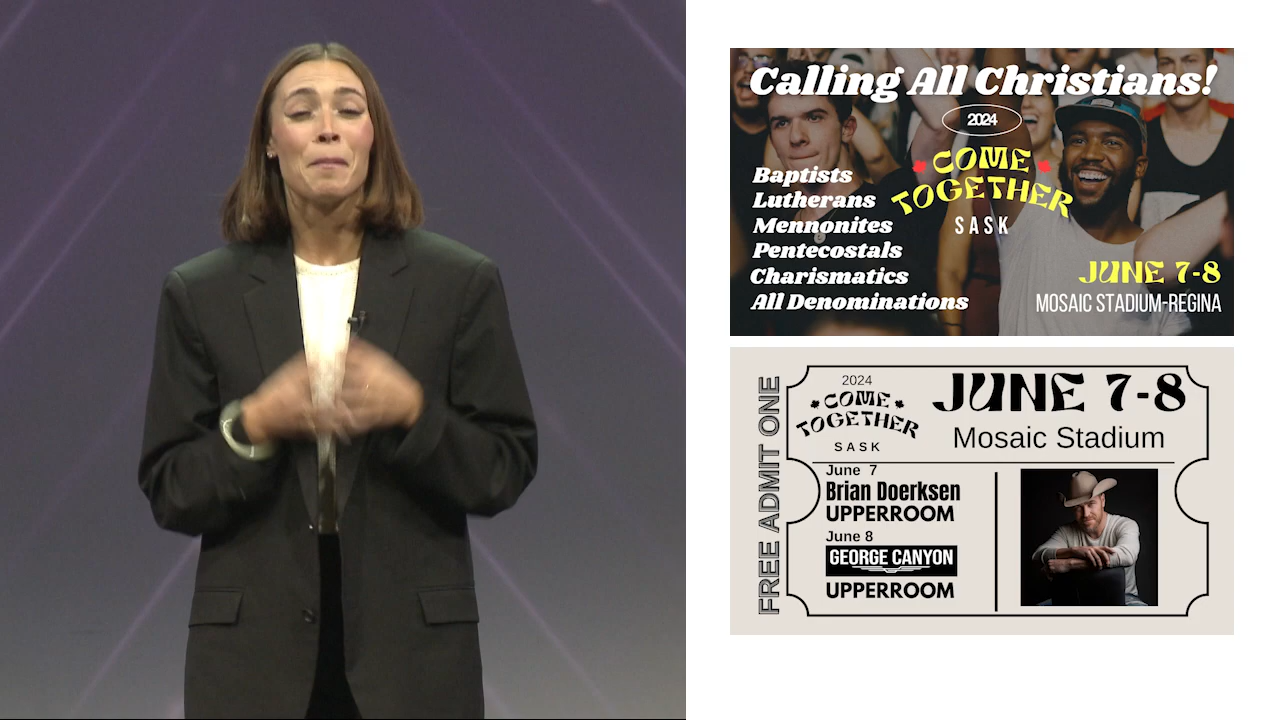 Calling All Christians!
2024
COME
TOGETHER
SASK
Baptists
Lutherans
Mennonites
Pentecostals
Charismatics
All Denominations
JUNE 7-8
MOSAIC STADIUM-REGINA
FREE ADMIT ONE
2024
COME
TOGETHER
SASK
JUNE 7-8
Mosaic Stadium
June 7
Brian Doerksen
UPPERROOM
June 8
GEORGE CANYON
UPPERROOM